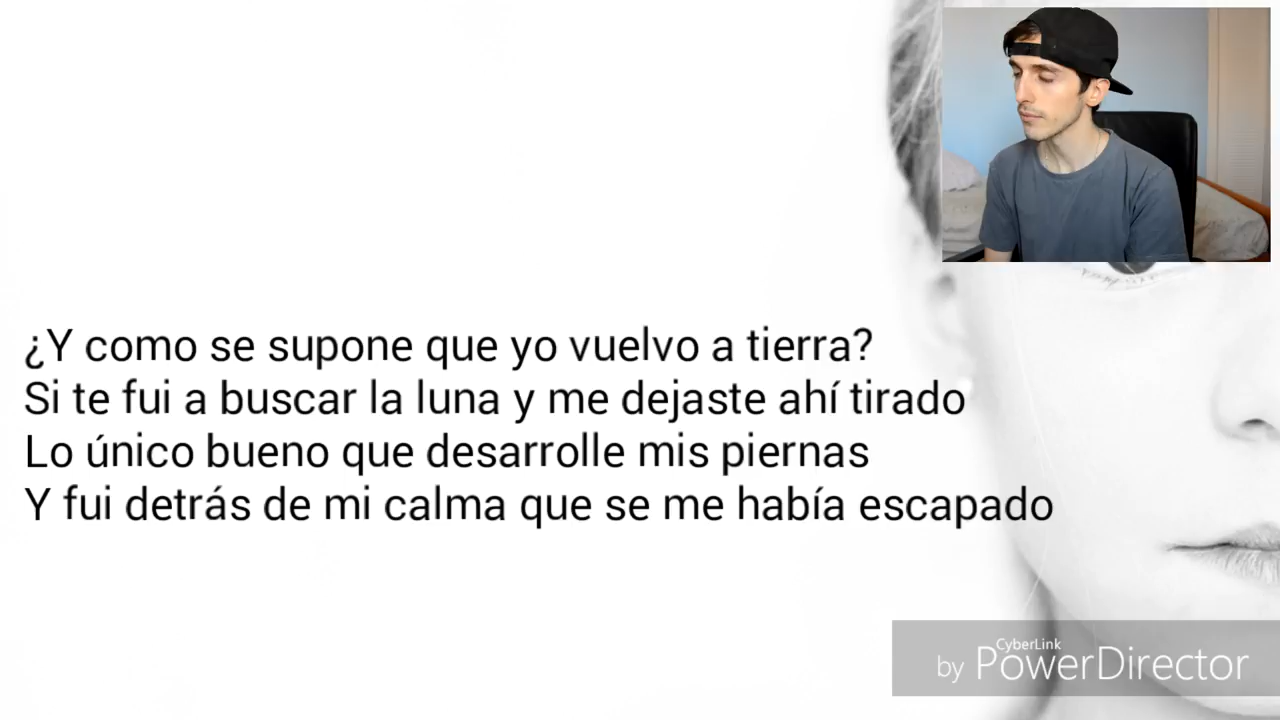 ¿Y como se supone que yo vuelvo a tierra?
Si te fui a buscar la luna y me dejaste ahí tirado
Lo único bueno que desarrolle mis piernas
Y fui detrás de mi calma que se me había escapado
CyberLink
by PowerDirector